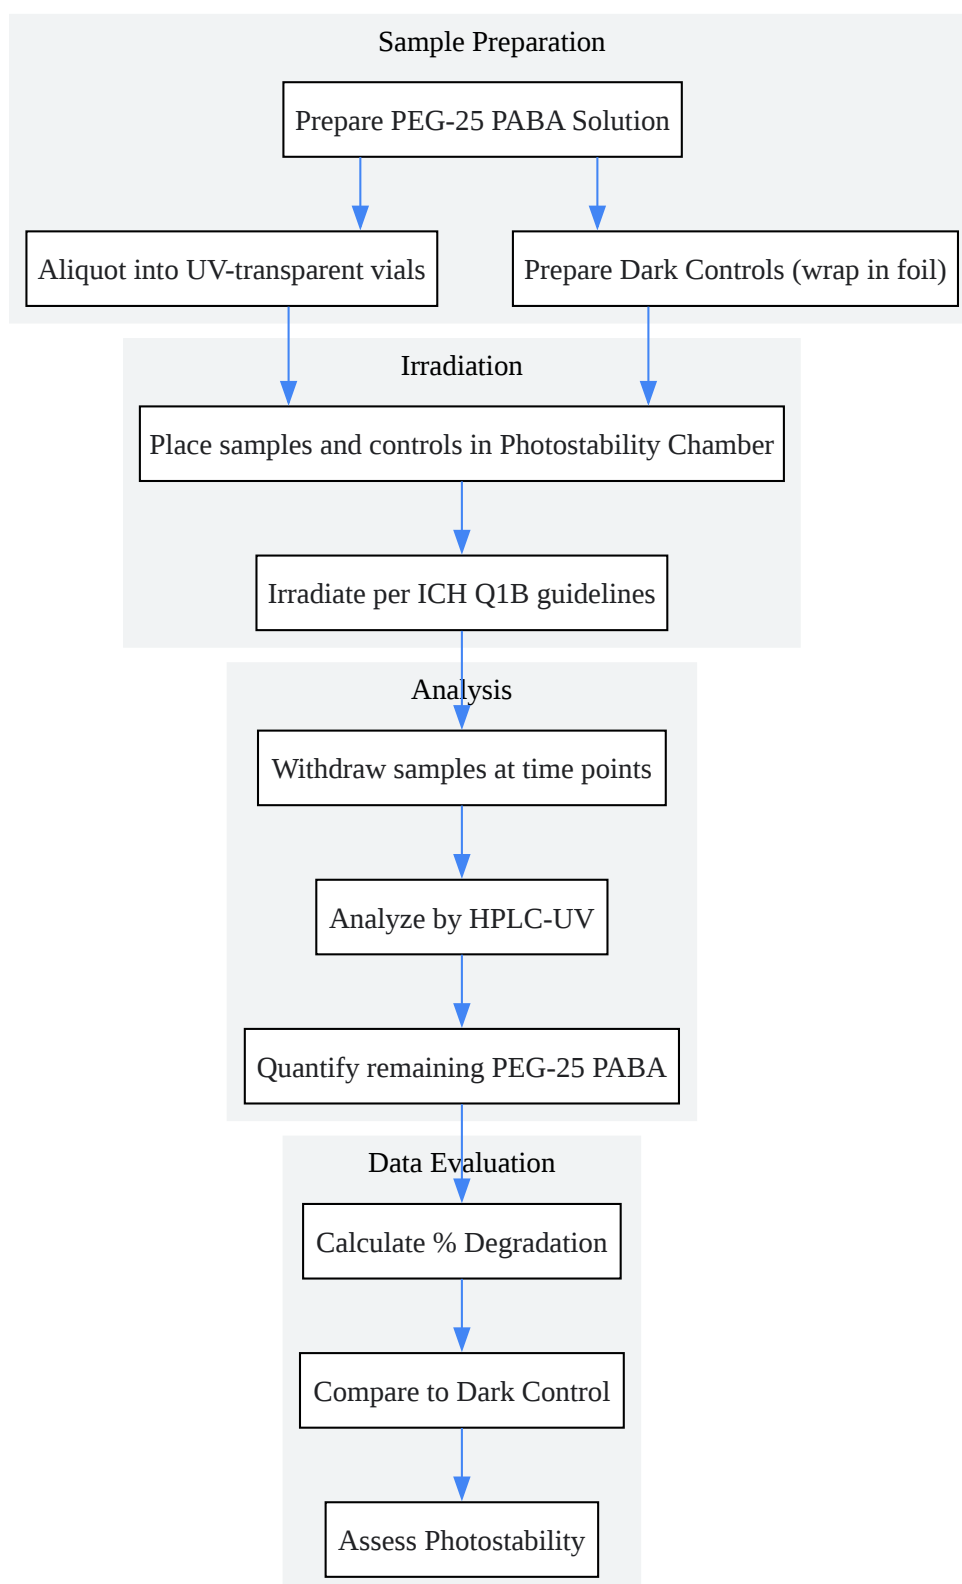 Sample Preparation
Prepare PEG-25 PABA Solution
Aliquot into UV-transparent vials
Prepare Dark Controls (wrap in foil)
Irradiation
Place samples and controls in Photostability Chamber
Irradiate per ICH Q1B guidelines
Analysis
Withdraw samples at time points
Analyze by HPLC-UV
Quantify remaining PEG-25 PABA
Data Evaluation
Calculate % Degradation
Compare to Dark Control
Assess Photostability